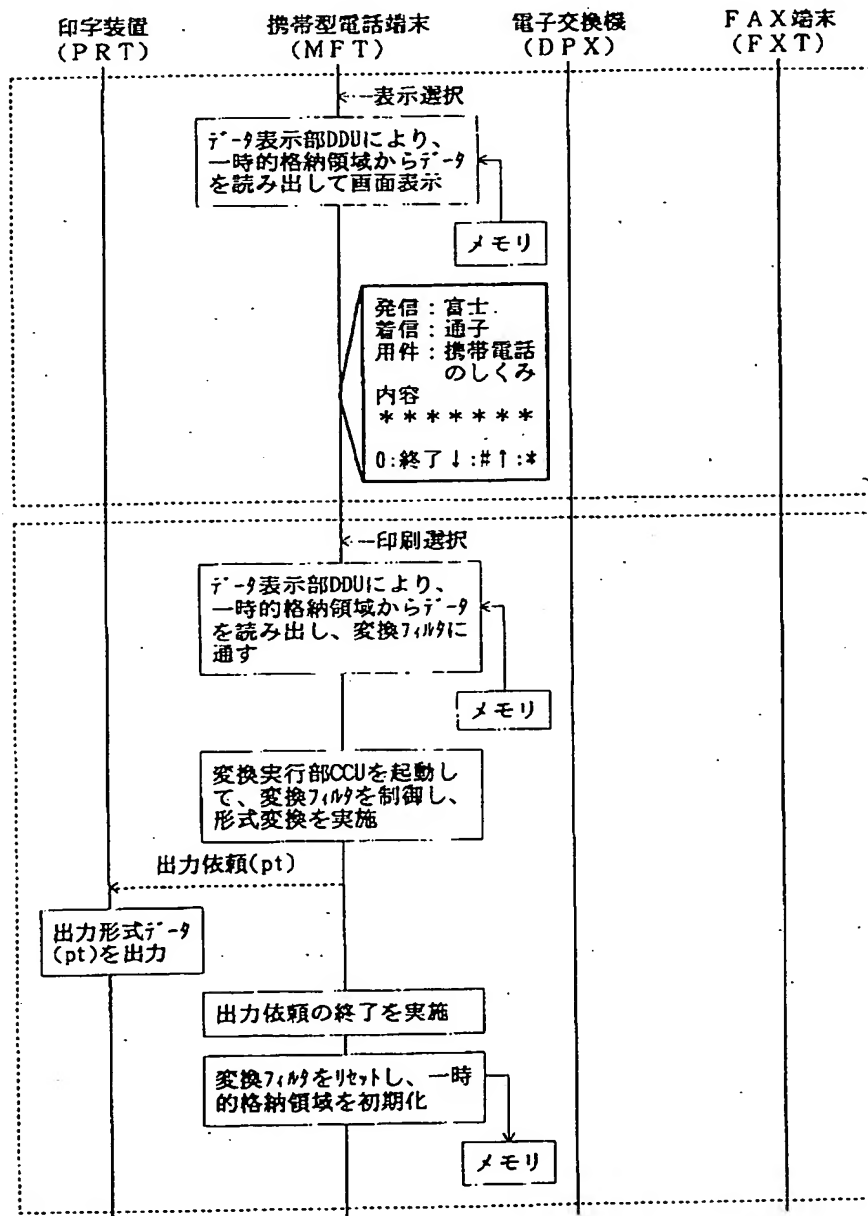 印字装置
(PRT)
携帯型電話端末
(MFT)
電子交換機
(DPX)
FAX端末
(FXT)
表示選択
ﾃﾞｰﾀ表示部DDUにより、
一時的格納領域からﾃﾞｰﾀ
を読み出して画面表示
メモリ
発信:富士
着信:通子
用件:携帯電話
のしくみ
内容
*******
0:終了↓:#↑:*
印刷選択
ﾃﾞｰﾀ表示部DDUにより、
一時的格納領域からﾃﾞｰﾀ
を読み出し、変換ﾌｨﾙﾀに
通す
メモリ
変換実行部CCUを起動し
て、変換ﾌｨﾙﾀを制御し、
形式変換を実施
出力依頼(pt)
出力形式ﾃﾞｰﾀ
(pt)を出力
出力依頼の終了を実施
変換ﾌｨﾙﾀをﾘｾｯﾄし、一時
的格納領域を初期化
メモリ